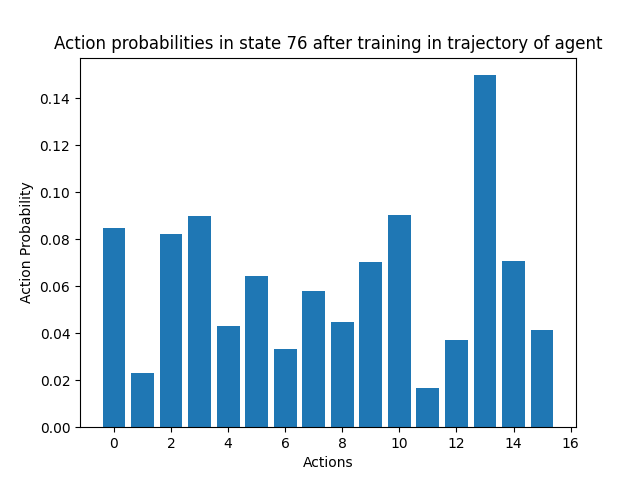 Action probabilities in state 76 after training in trajectory of agent
0.14
0.12
0.10
0.08
0.06
0.04
0.02
0.00
Action Probability
0 2 4 6 8 10 12 14 16
Actions